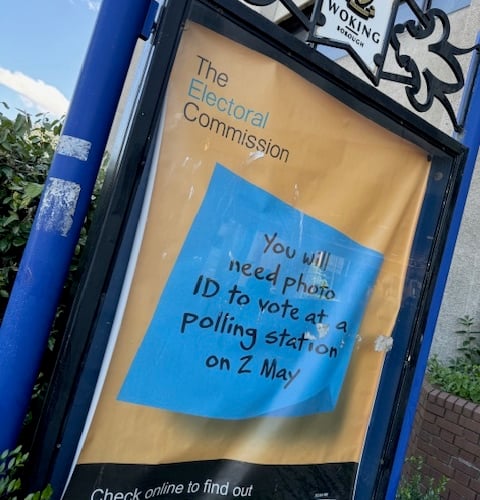 WOKING
BOROUGH
The
Electoral
Commission
You will
need photo
ID to vote at a
polling station
on 2 May
Check online to find out